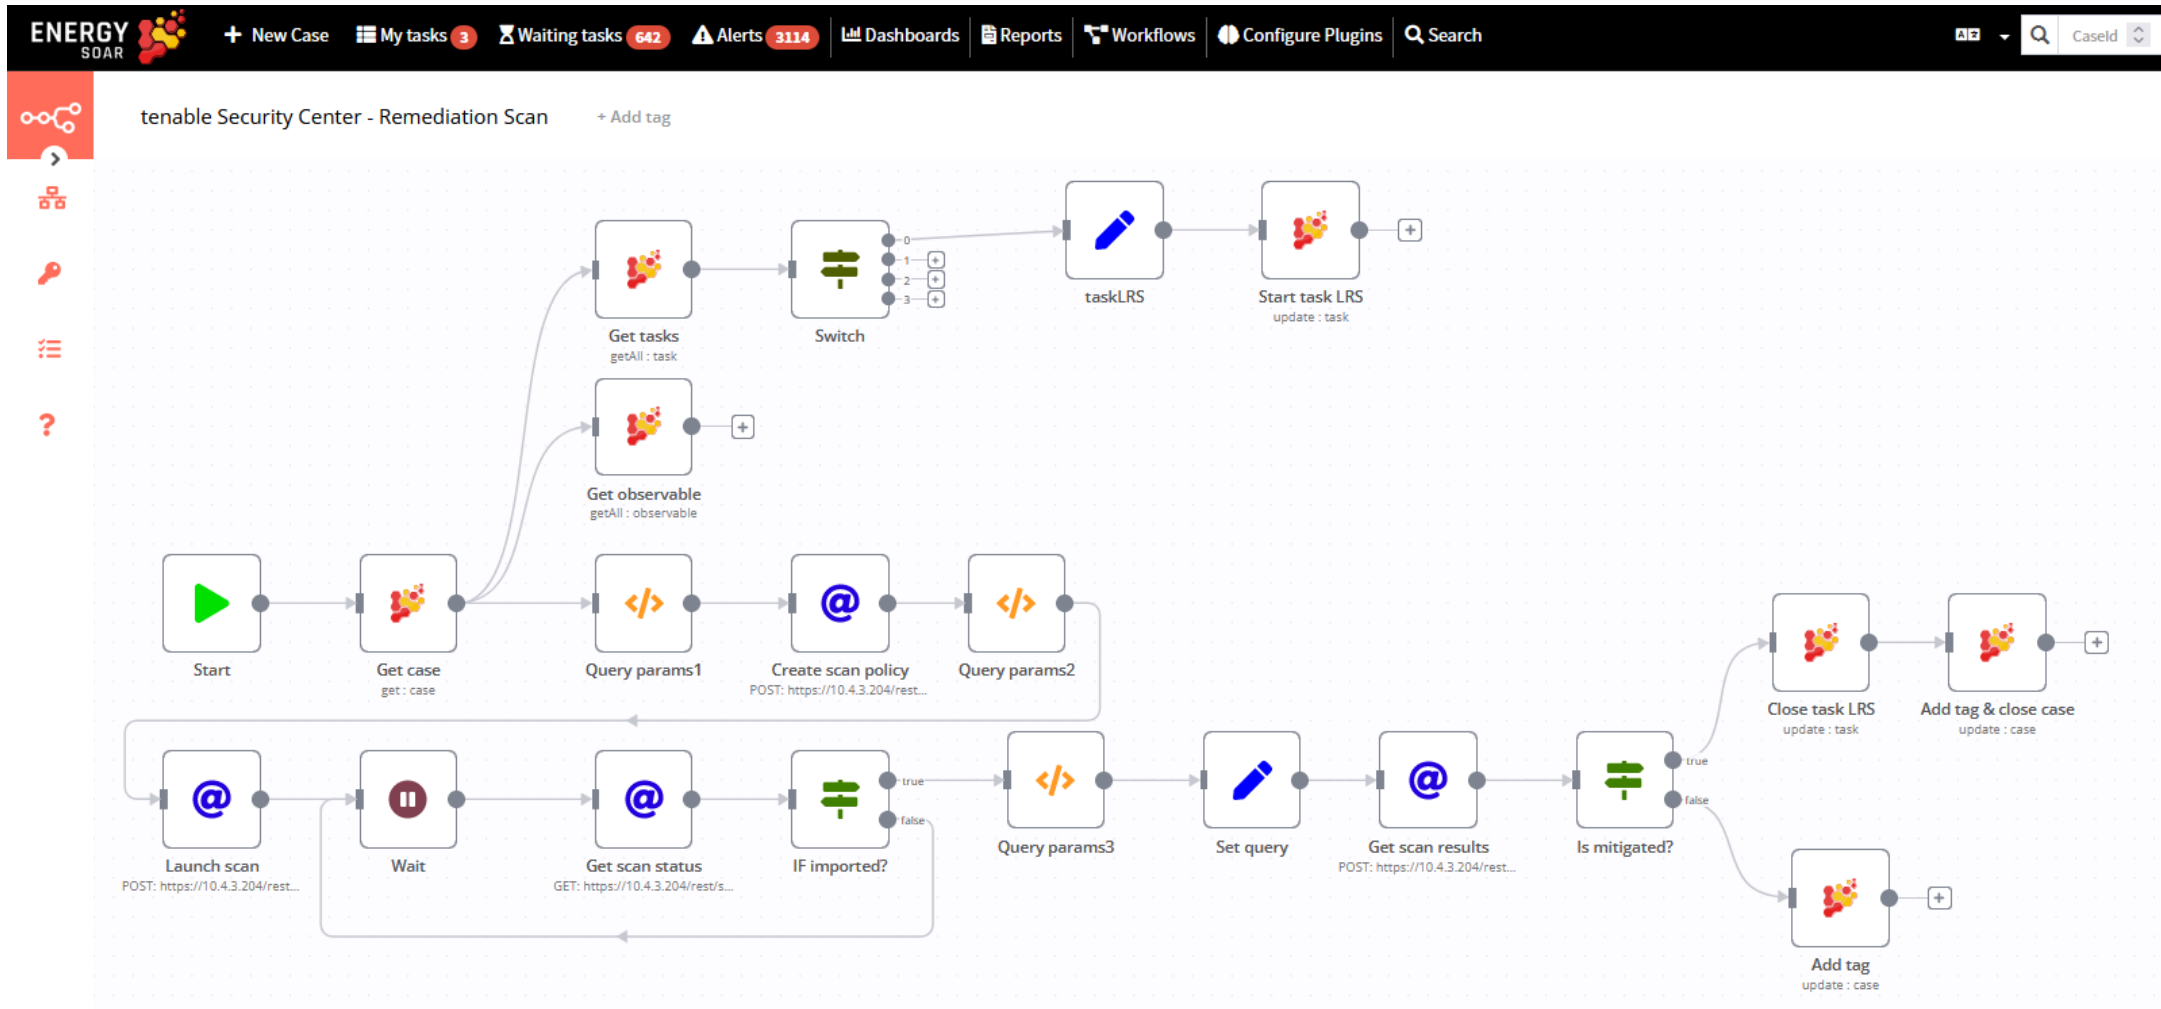 ENERGY
SOAR
+ New Case
My tasks 3
Waiting tasks 642
Alerts 3114
Dashboards
Reports
Workflows
Configure Plugins
Search
CaseId
tenable Security Center - Remediation Scan
+ Add tag
0
1
2
3
taskLRS
Start task LRS
update : task
Get tasks
getAll : task
Switch
Get observable
getAll : observable
Start
Get case
get : case
Query params1
Create scan policy
POST: https://10.4.3.204/rest...
Query params2
Close task LRS
update : task
Add tag & close case
update : case
Launch scan
POST: https://10.4.3.204/rest...
Wait
Get scan status
GET: https://10.4.3.204/rest/s...
IF imported?
true
false
Query params3
Set query
Get scan results
POST: https://10.4.3.204/rest...
Is mitigated?
true
false
Add tag
update : case